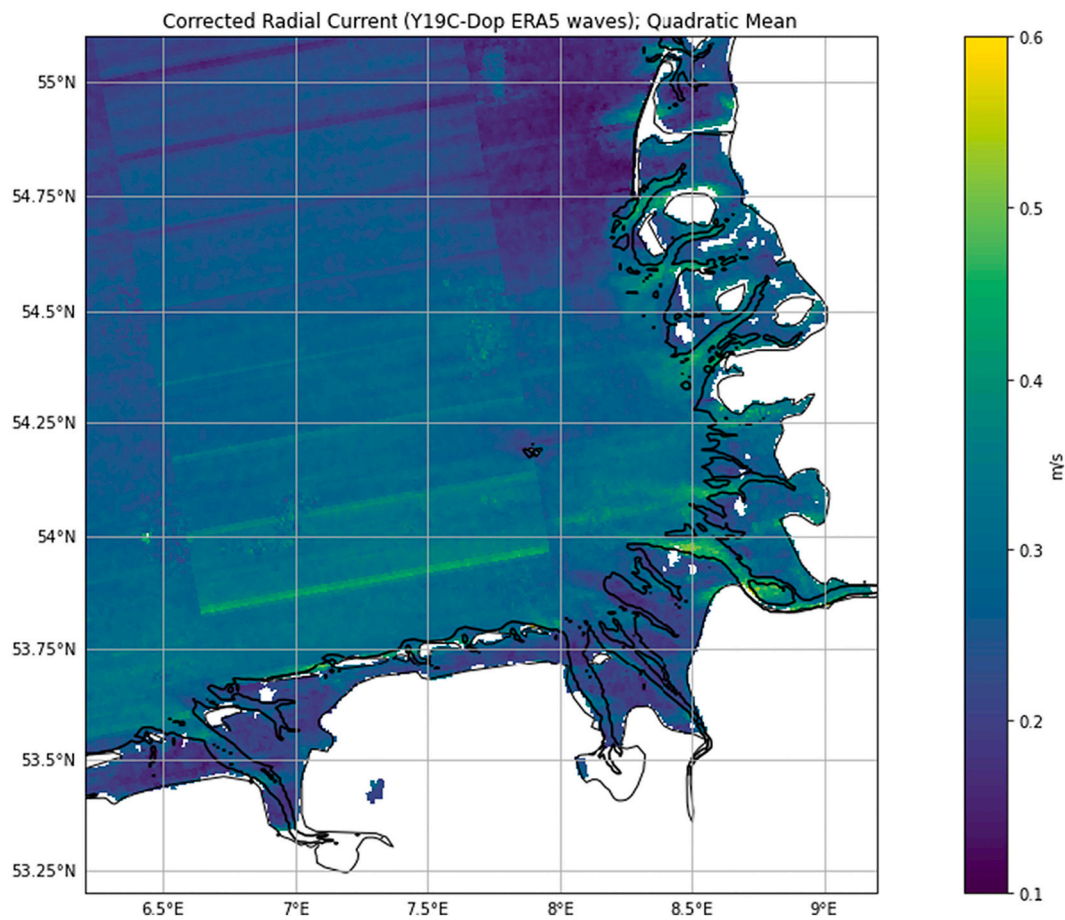 Corrected Radial Current (Y19C-Dop ERA5 waves); Quadratic Mean
55°N
54.75°N
54.5°N
54.25°N
54°N
53.75°N
53.5°N
53.25°N
6.5°E
7°E
7.5°E
8°E
8.5°E
9°E
0.6
0.5
0.4
0.3
0.2
0.1
m/s